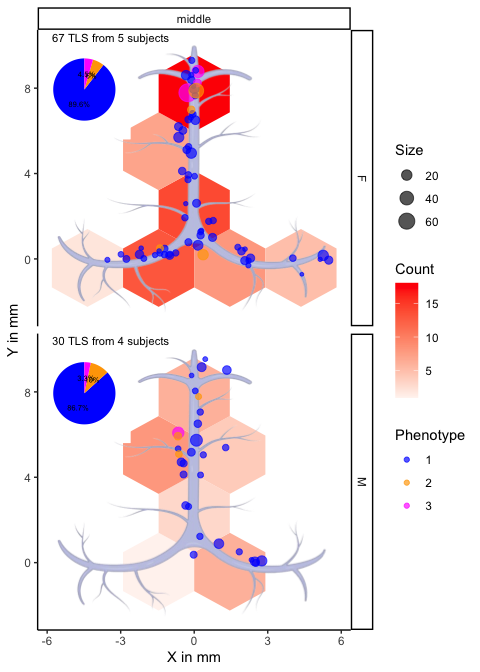 middle
67 TLS from 5 subjects
F
30 TLS from 4 subjects
M
8
4
0
8
4
0
-6
-3
0
3
6
X in mm
Y in mm
Size
20
40
60
Count
15
10
5
Phenotype
1
2
3